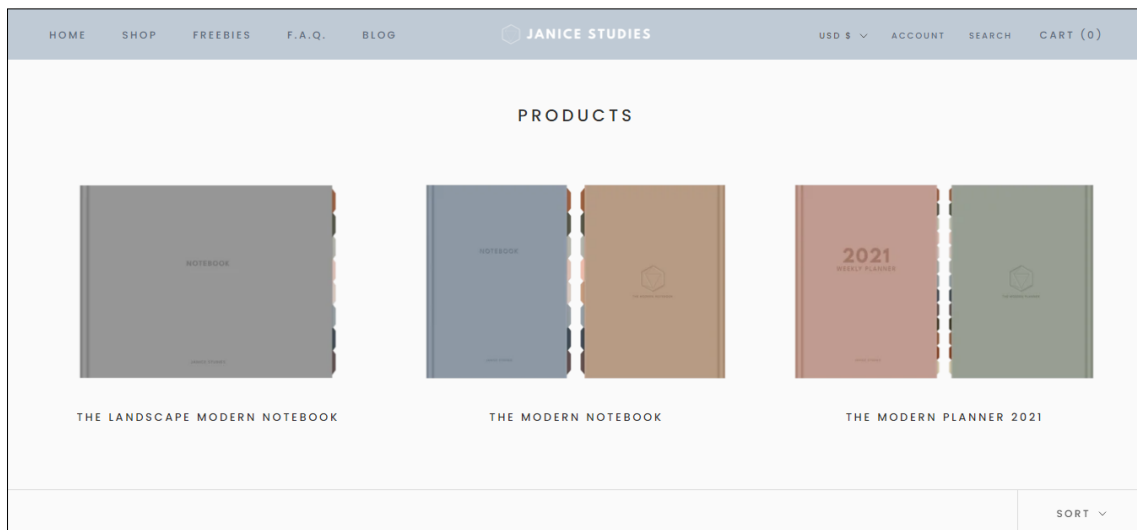 HOME SHOP FREEBIES F.A.Q. BLOG JANICE STUDIES USD $ ACCOUNT SEARCH CART (0)
PRODUCTS
NOTEBOOK
NOTEBOOK
2021
WEEKLY PLANNER
THE LANDSCAPE MODERN NOTEBOOK THE MODERN NOTEBOOK THE MODERN PLANNER 2021
SORT